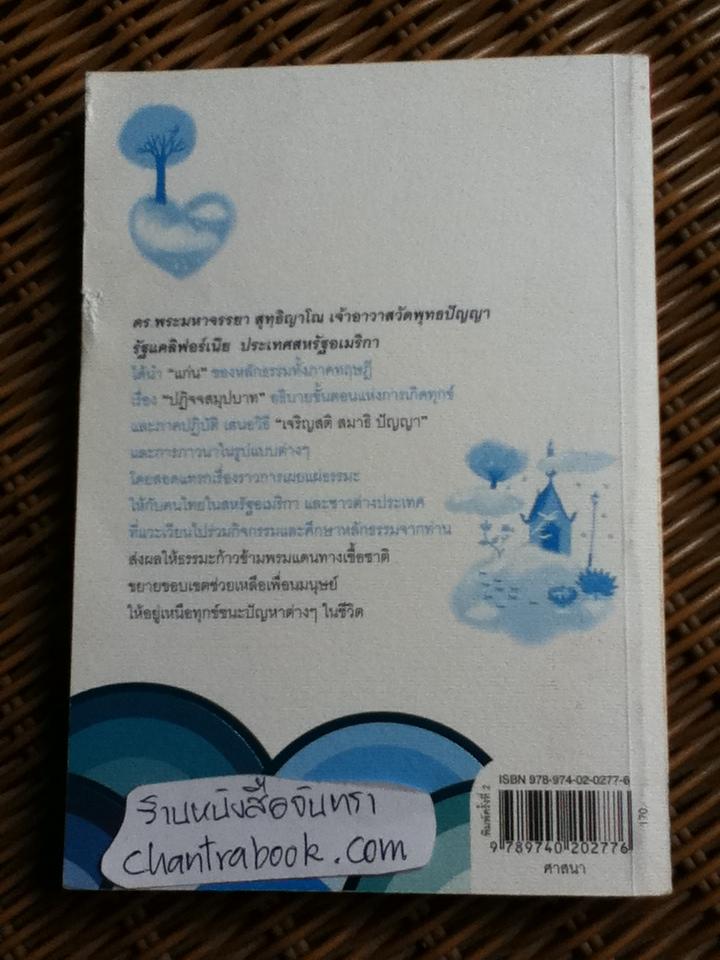 ดร.พระมหาจรรยา สุทฺธิญาโณ เจ้าอาวาสวัดพุทธปัญญา
รัฐแคลิฟอร์เนีย ประเทศสหรัฐอเมริกา
ได้นำ "แก่น" ของหลักธรรมทั้งภาคทฤษฎี
เรื่อง "ปฏิจจสมุปบาท" อธิบายขั้นตอนแห่งการเกิดทุกข์
และภาคปฏิบัติ เสนอวิธี "เจริญสติ สมาธิ ปัญญา"
และการภาวนาในรูปแบบต่างๆ
โดยสอดแทรกเรื่องราวการเผยแผ่ธรรมะ
ให้กับคนไทยในสหรัฐอเมริกา และชาวต่างประเทศ
ที่แวะเวียนไปร่วมกิจกรรมและศึกษาหลักธรรมจากท่าน
ส่งผลให้ธรรมะก้าวข้ามพรมแดนทางเชื้อชาติ
ขยายขอบเขตช่วยเหลือเพื่อนมนุษย์
ให้อยู่เหนือทุกข์ชนะปัญหาต่างๆ ในชีวิต
ร้านหนังสือจันทรา
chantrabook.com
พิมพ์ครั้งที่ 2
ISBN 978-974-02-0277-6
9 789740 202776
170.-
ศาสนา